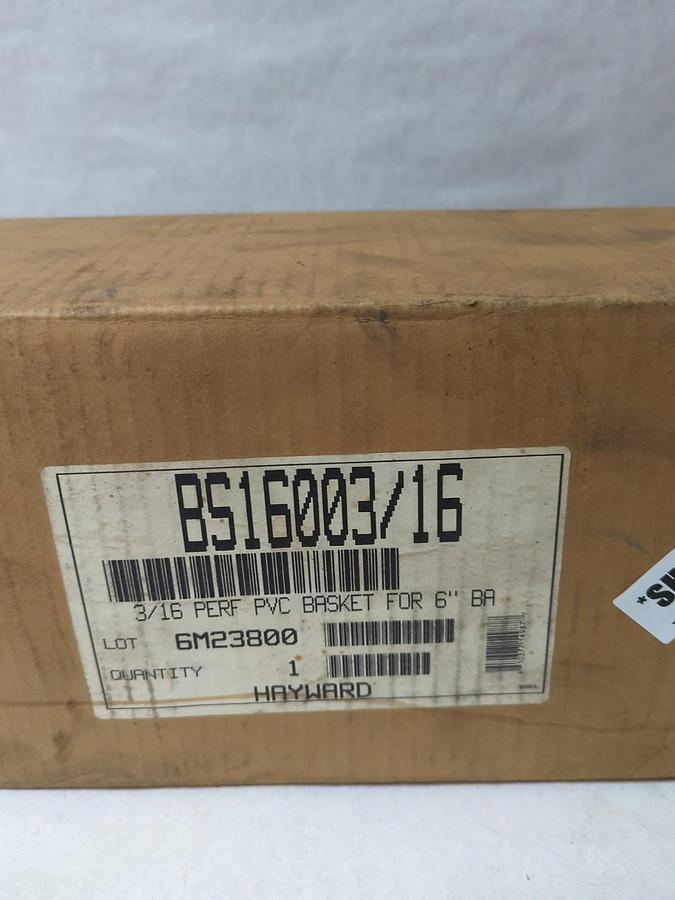 BS16003/16
3/16 PERF PVC BASKET FOR 6" BA
LOT 6M23800
QUANTITY 1
HAYWARD